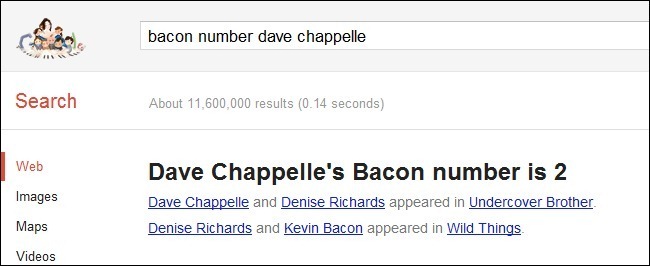 bacon number dave chappelle
Search
About 11,600,000 results (0.14 seconds)
Web
Images
Maps
Videos
Dave Chappelle's Bacon number is 2
Dave Chappelle and Denise Richards appeared in Undercover Brother.
Denise Richards and Kevin Bacon appeared in Wild Things.